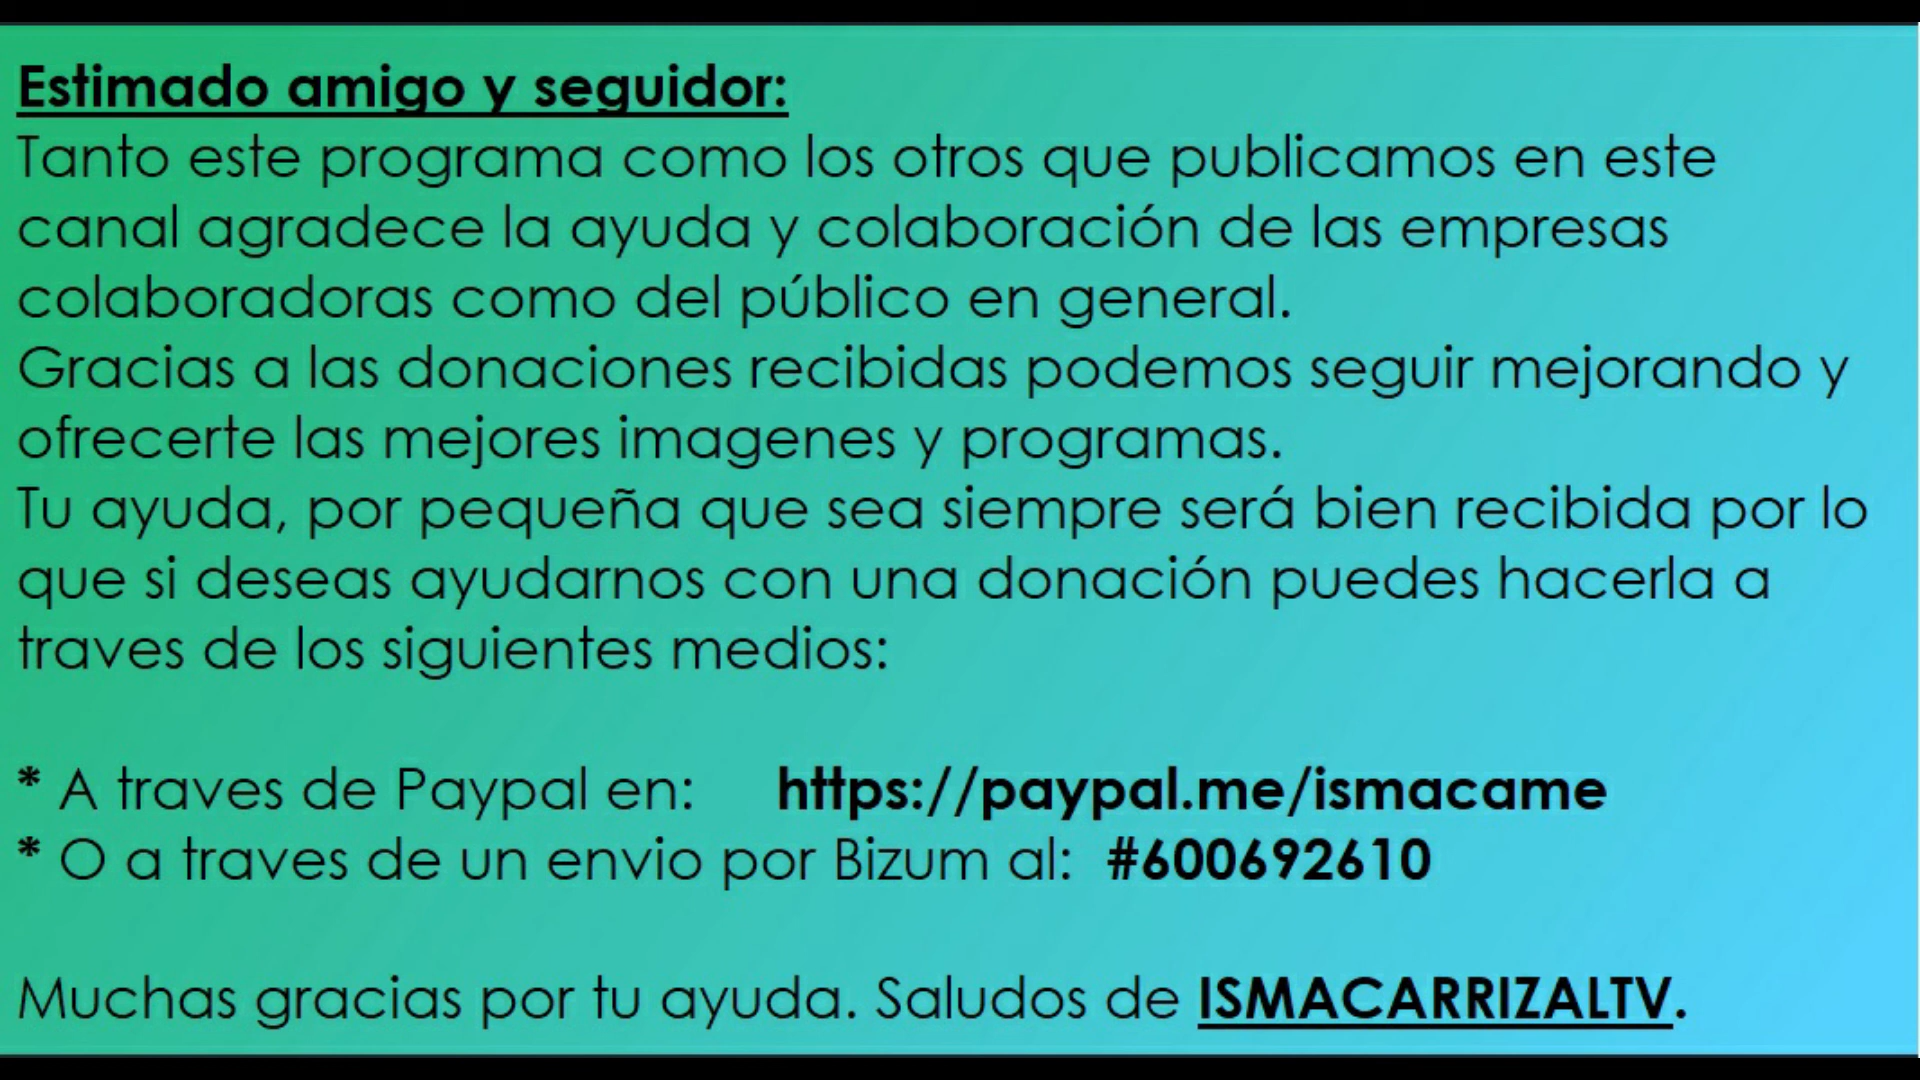 Estimado amigo y seguidor:
Tanto este programa como los otros que publicamos en este
canal agradece la ayuda y colaboración de las empresas
colaboradoras como del público en general.
Gracias a las donaciones recibidas podemos seguir mejorando y
ofrecerte las mejores imagenes y programas.
Tu ayuda, por pequeña que sea siempre será bien recibida por lo
que si deseas ayudarnos con una donación puedes hacerla a
traves de los siguientes medios:
* A traves de Paypal en: https://paypal.me/ismacame
* O a traves de un envio por Bizum al: #600692610
Muchas gracias por tu ayuda. Saludos de ISMACARRIZALTV.